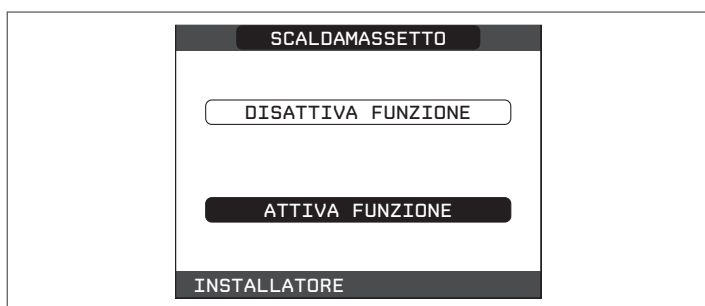 SCALDAMASSETTO
DISATTIVA FUNZIONE
ATTIVA FUNZIONE
INSTALLATORE